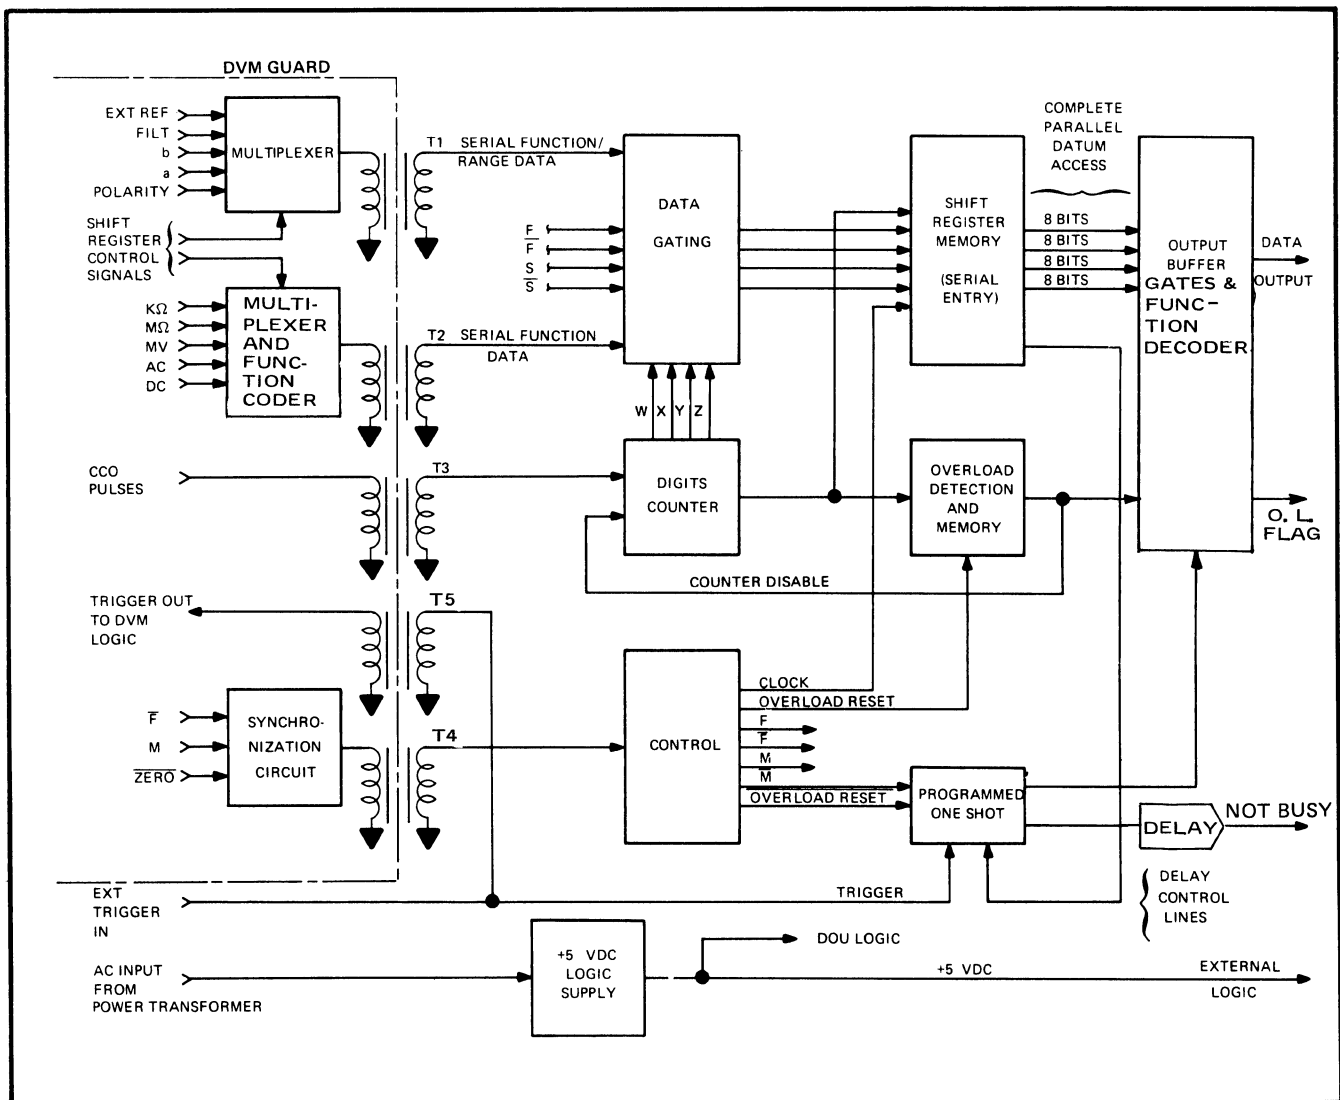 DVM GUARD
EXT REF
FILT
b
a
POLARITY
MULTIPLEXER
SHIFT
REGISTER
CONTROL
SIGNALS
KΩ
MΩ
MV
AC
DC
MULTI-
PLEXER
AND
FUNC-
TION
CODER
T1 SERIAL FUNCTION/
RANGE DATA
F
F̅
S
S̅
T2 SERIAL FUNCTION
DATA
DATA
GATING
W X Y Z
SHIFT
REGISTER
MEMORY
(SERIAL
ENTRY)
COMPLETE
PARALLEL
DATUM
ACCESS
8 BITS
8 BITS
8 BITS
8 BITS
OUTPUT
BUFFER
GATES &
FUNC-
TION
DECODER
DATA
OUTPUT
CCO
PULSES
T3
DIGITS
COUNTER
OVERLOAD
DETECTION
AND
MEMORY
O. L.
FLAG
COUNTER DISABLE
TRIGGER OUT
TO DVM
LOGIC
T5
F̅
M
Z̅E̅R̅O̅
SYNCHRO-
NIZATION
CIRCUIT
T4
CONTROL
CLOCK
OVERLOAD RESET
F
F̅
M
M̅
O̅V̅E̅R̅L̅O̅A̅D̅ R̅E̅S̅E̅T̅
PROGRAMMED
ONE SHOT
DELAY
NOT BUSY
DELAY
CONTROL
LINES
EXT
TRIGGER
IN
TRIGGER
AC INPUT
FROM
POWER TRANSFORMER
+5 VDC
LOGIC
SUPPLY
DOU LOGIC
+5 VDC
EXTERNAL
LOGIC